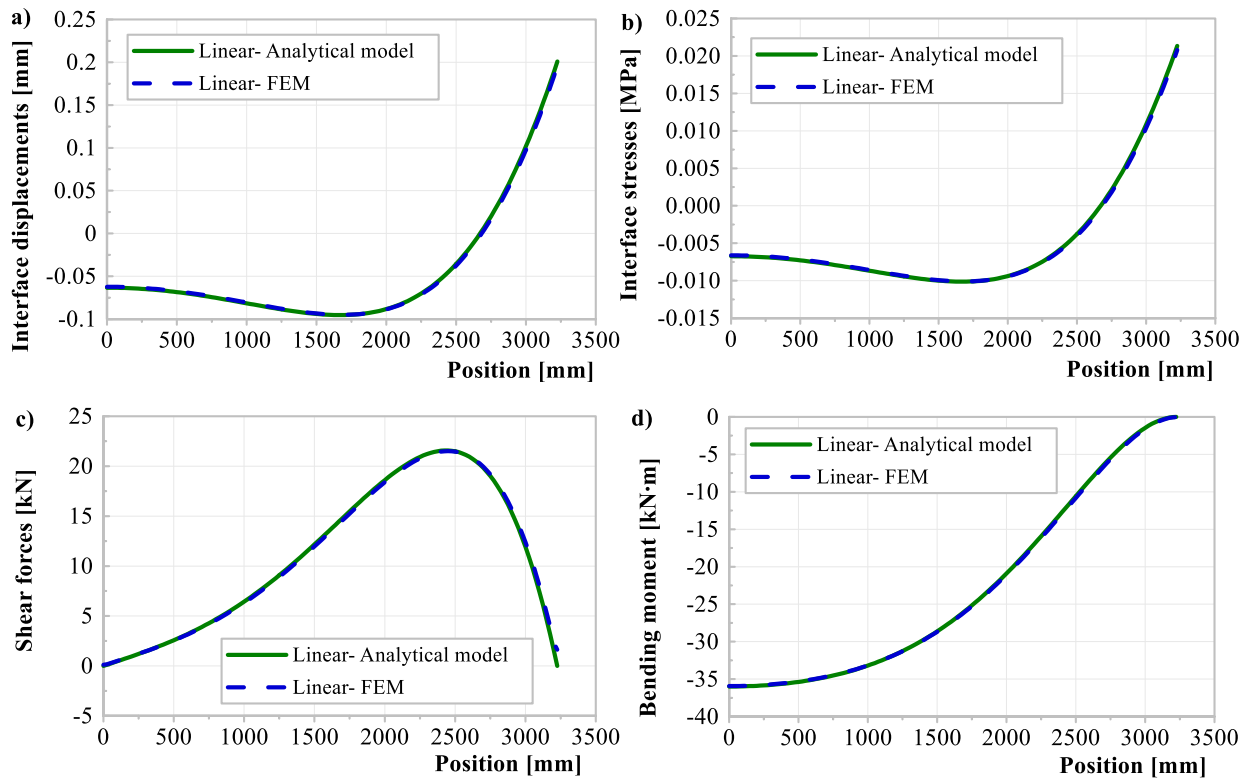 a)
Interface displacements [mm]
0.25
0.2
0.15
0.1
0.05
0
-0.05
-0.1
Linear- Analytical model
Linear- FEM
0 500 1000 1500 2000 2500 3000 3500
Position [mm]
b)
Interface stresses [MPa]
0.025
0.020
0.015
0.010
0.005
0.000
-0.005
-0.010
-0.015
Linear- Analytical model
Linear- FEM
0 500 1000 1500 2000 2500 3000 3500
Position [mm]
c)
Shear forces [kN]
25
20
15
10
5
0
-5
Linear- Analytical model
Linear- FEM
0 500 1000 1500 2000 2500 3000 3500
Position [mm]
d)
Bending moment [kN·m]
0
-5
-10
-15
-20
-25
-30
-35
-40
Linear- Analytical model
Linear- FEM
0 500 1000 1500 2000 2500 3000 3500
Position [mm]